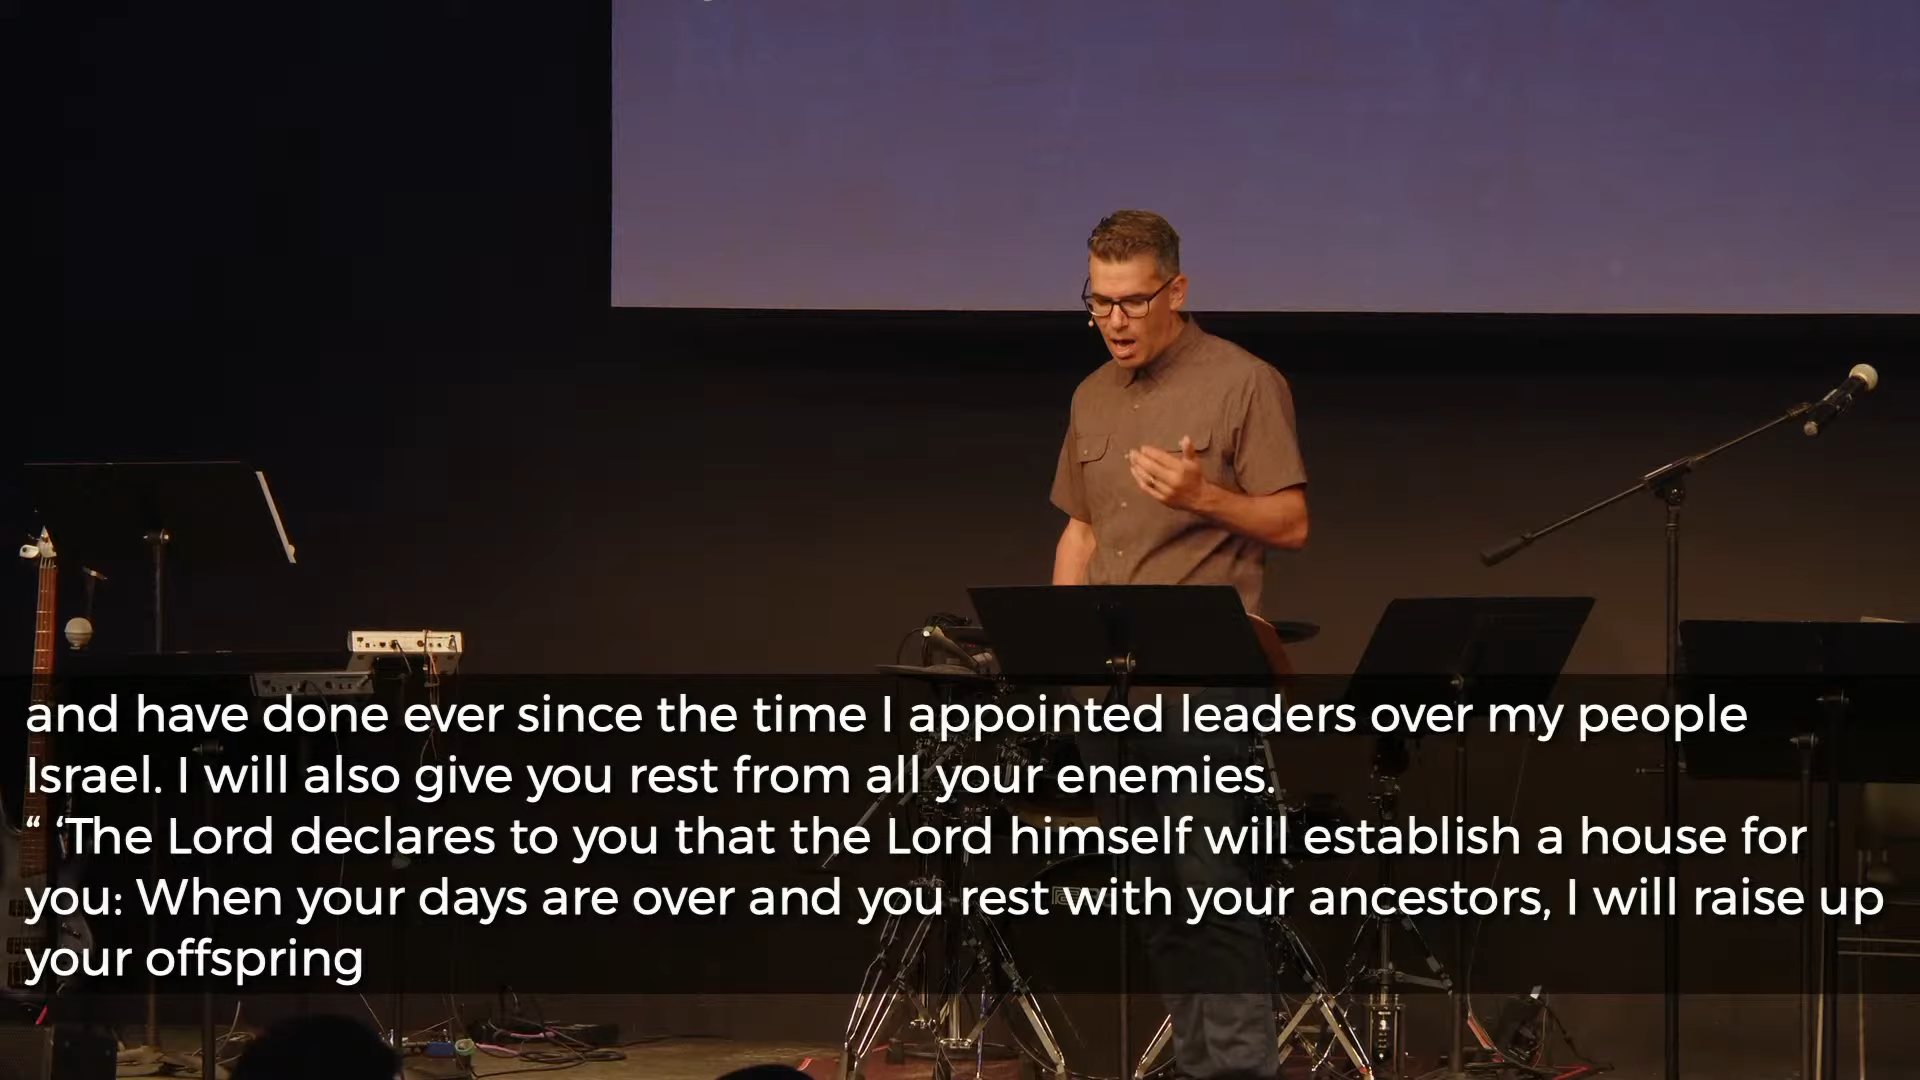 and have done ever since the time I appointed leaders over my people
Israel. I will also give you rest from all your enemies.
“ ‘The Lord declares to you that the Lord himself will establish a house for
you: When your days are over and you rest with your ancestors, I will raise up
your offspring